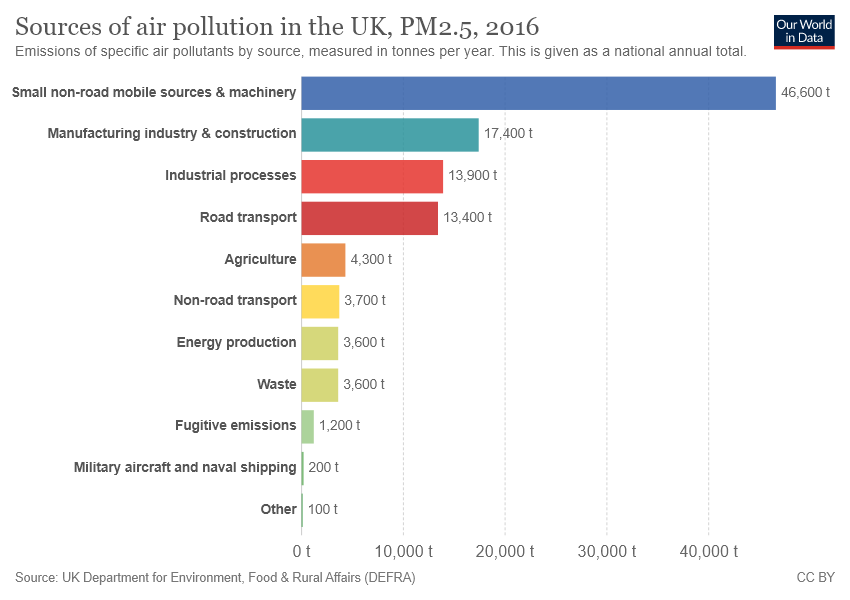 Sources of air pollution in the UK, PM2.5, 2016
Our World
in Data
Emissions of specific air pollutants by source, measured in tonnes per year. This is given as a national annual total.
Small non-road mobile sources & machinery 46,600 t
Manufacturing industry & construction 17,400 t
Industrial processes 13,900 t
Road transport 13,400 t
Agriculture 4,300 t
Non-road transport 3,700 t
Energy production 3,600 t
Waste 3,600 t
Fugitive emissions 1,200 t
Military aircraft and naval shipping 200 t
Other 100 t
0 t 10,000 t 20,000 t 30,000 t 40,000 t
Source: UK Department for Environment, Food & Rural Affairs (DEFRA) CC BY